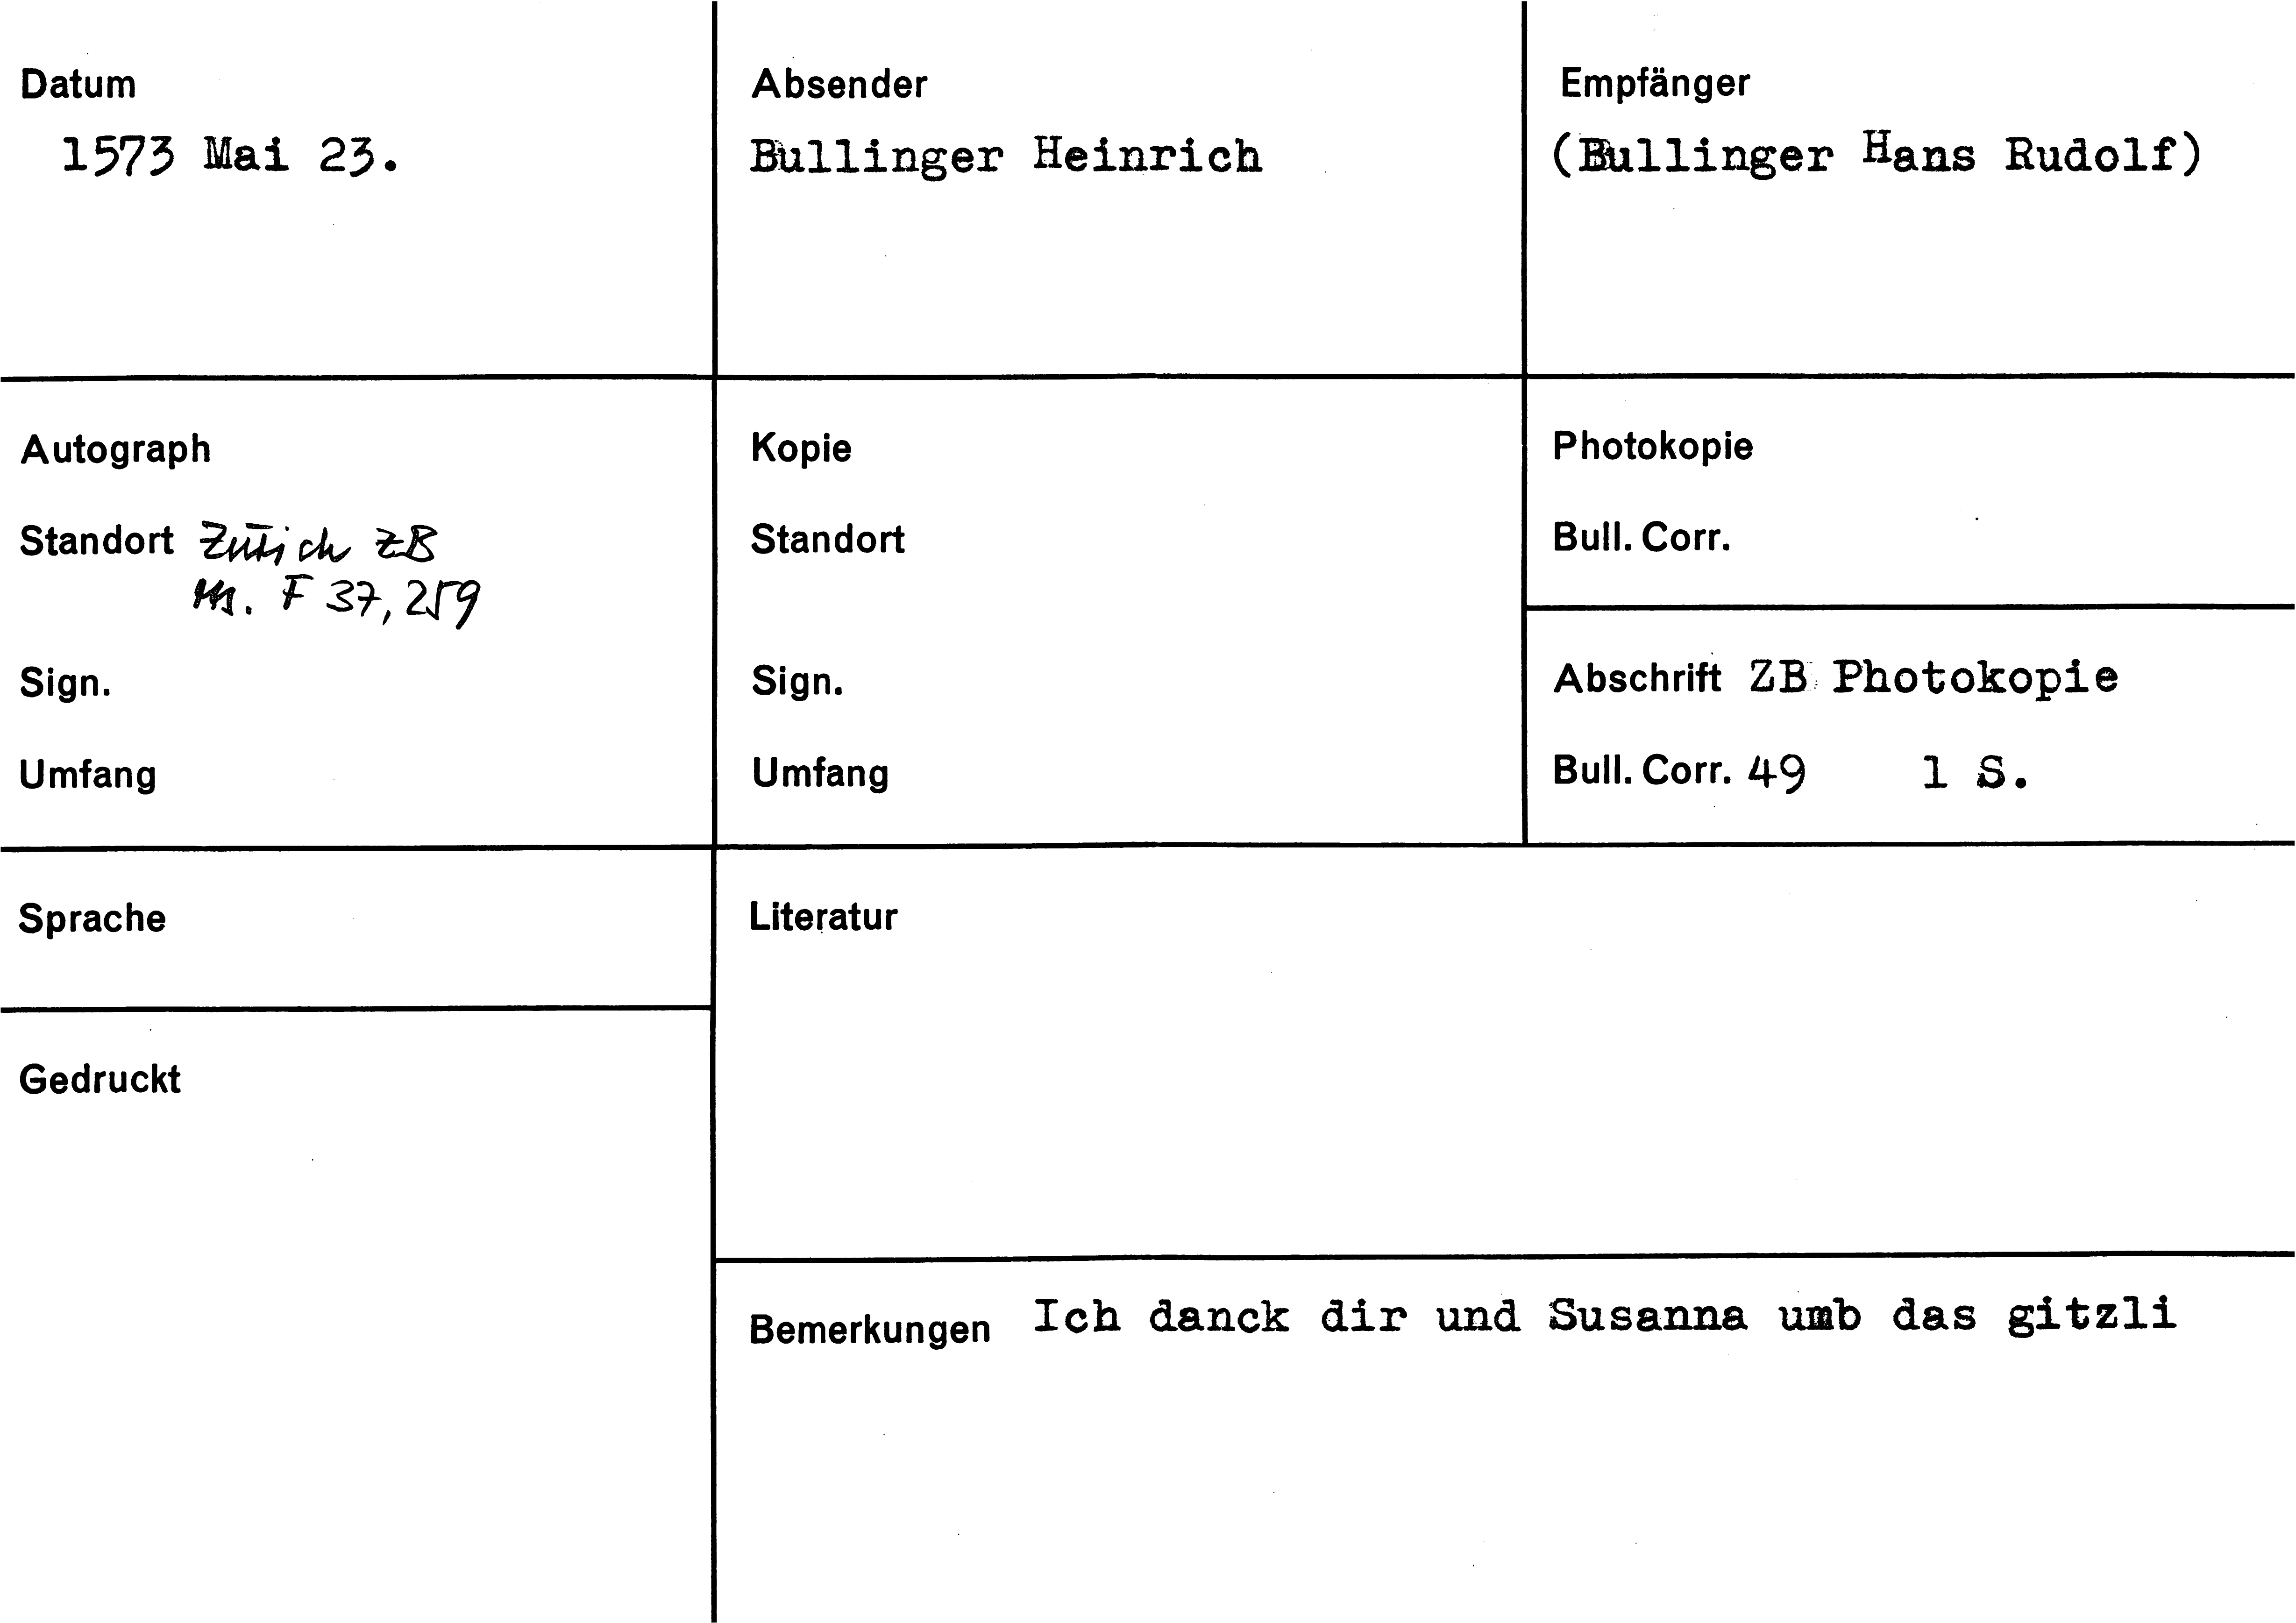 Datum
1573 Mai 23.
Absender
Bullinger Heinrich
Empfänger
(Bullinger Hans Rudolf)
Autograph
Standort Zürich ZB
Ms. F 37, 259
Sign.
Umfang
Kopie
Standort
Sign.
Umfang
Photokopie
Bull. Corr.
Abschrift ZB Photokopie
Bull. Corr. 49 1 S.
Sprache
Gedruckt
Literatur
Bemerkungen Ich danck dir und Susanna umb das gitzli